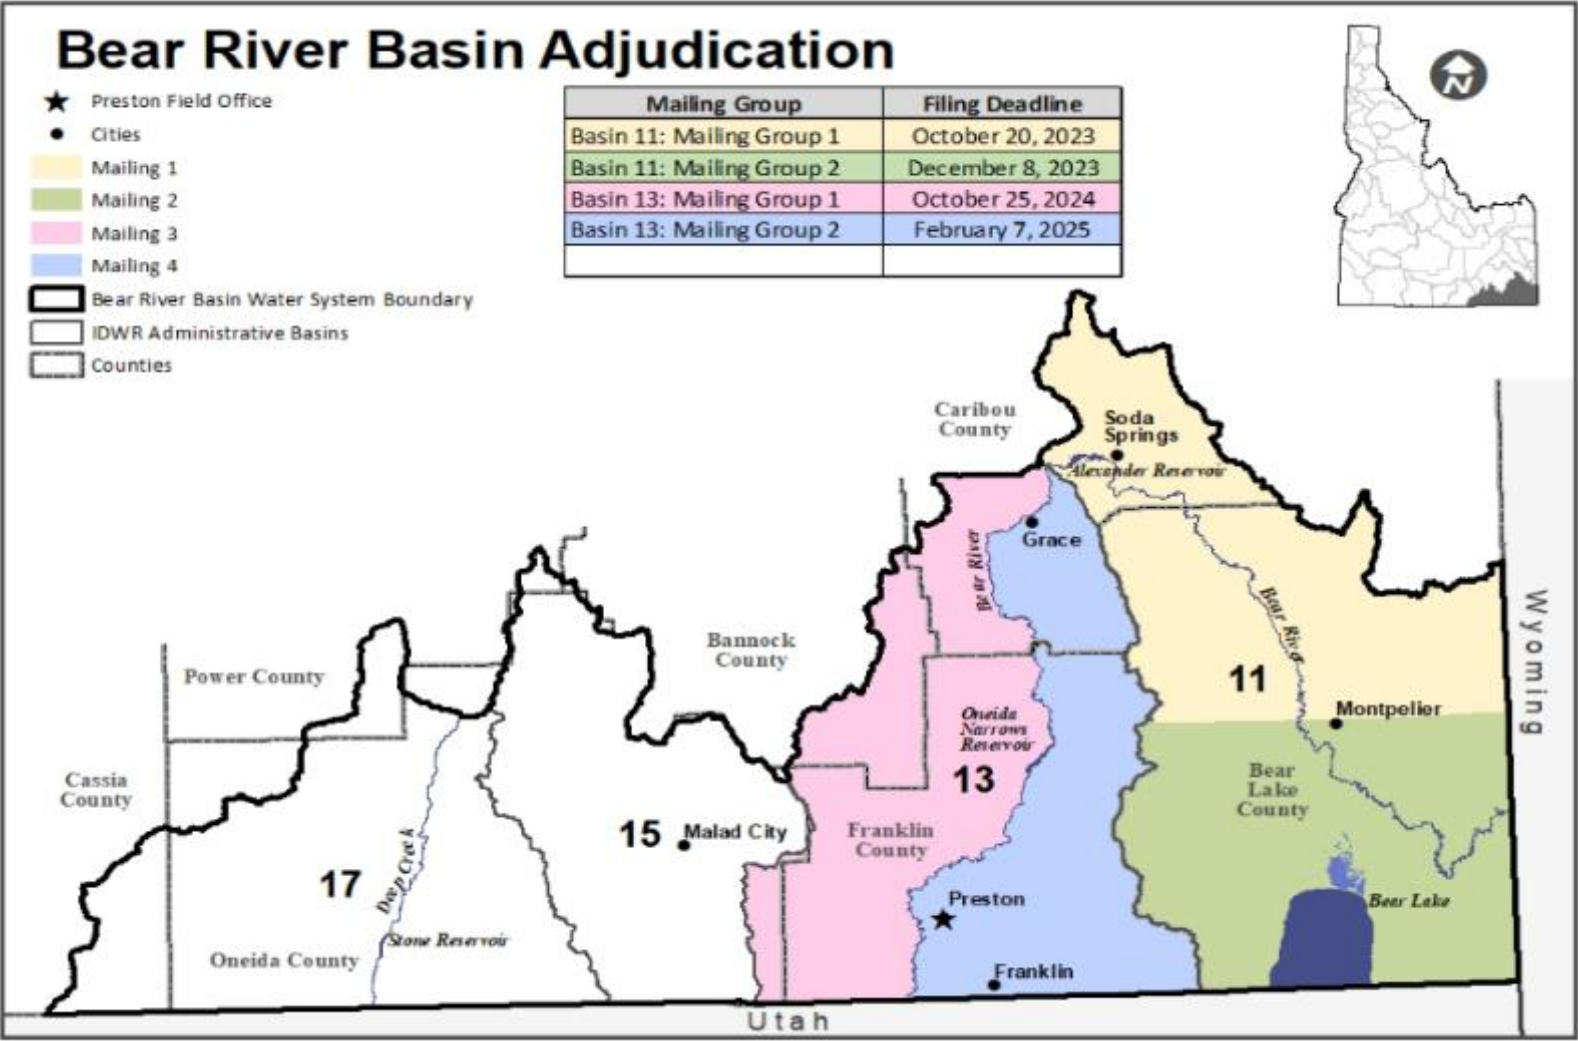 Bear River Basin Adjudication
N
Preston Field Office
Cities
Mailing 1
Mailing 2
Mailing 3
Mailing 4
Bear River Basin Water System Boundary
IDWR Administrative Basins
Counties
Mailing Group Filing Deadline
Basin 11: Mailing Group 1 October 20, 2023
Basin 11: Mailing Group 2 December 8, 2023
Basin 13: Mailing Group 1 October 25, 2024
Basin 13: Mailing Group 2 February 7, 2025
Caribou
County
Soda
Springs
Alexander Reservoir
Grace
Bear River
Bear River
Wyoming
Bannock
County
Power County
11
Montpelier
Oneida
Narrows
Reservoir
13
Cassia
County
Bear
Lake
County
15
Malad City
Franklin
County
17
Deep Creek
Preston
Bear Lake
Stone Reservoir
Oneida County
Franklin
Utah